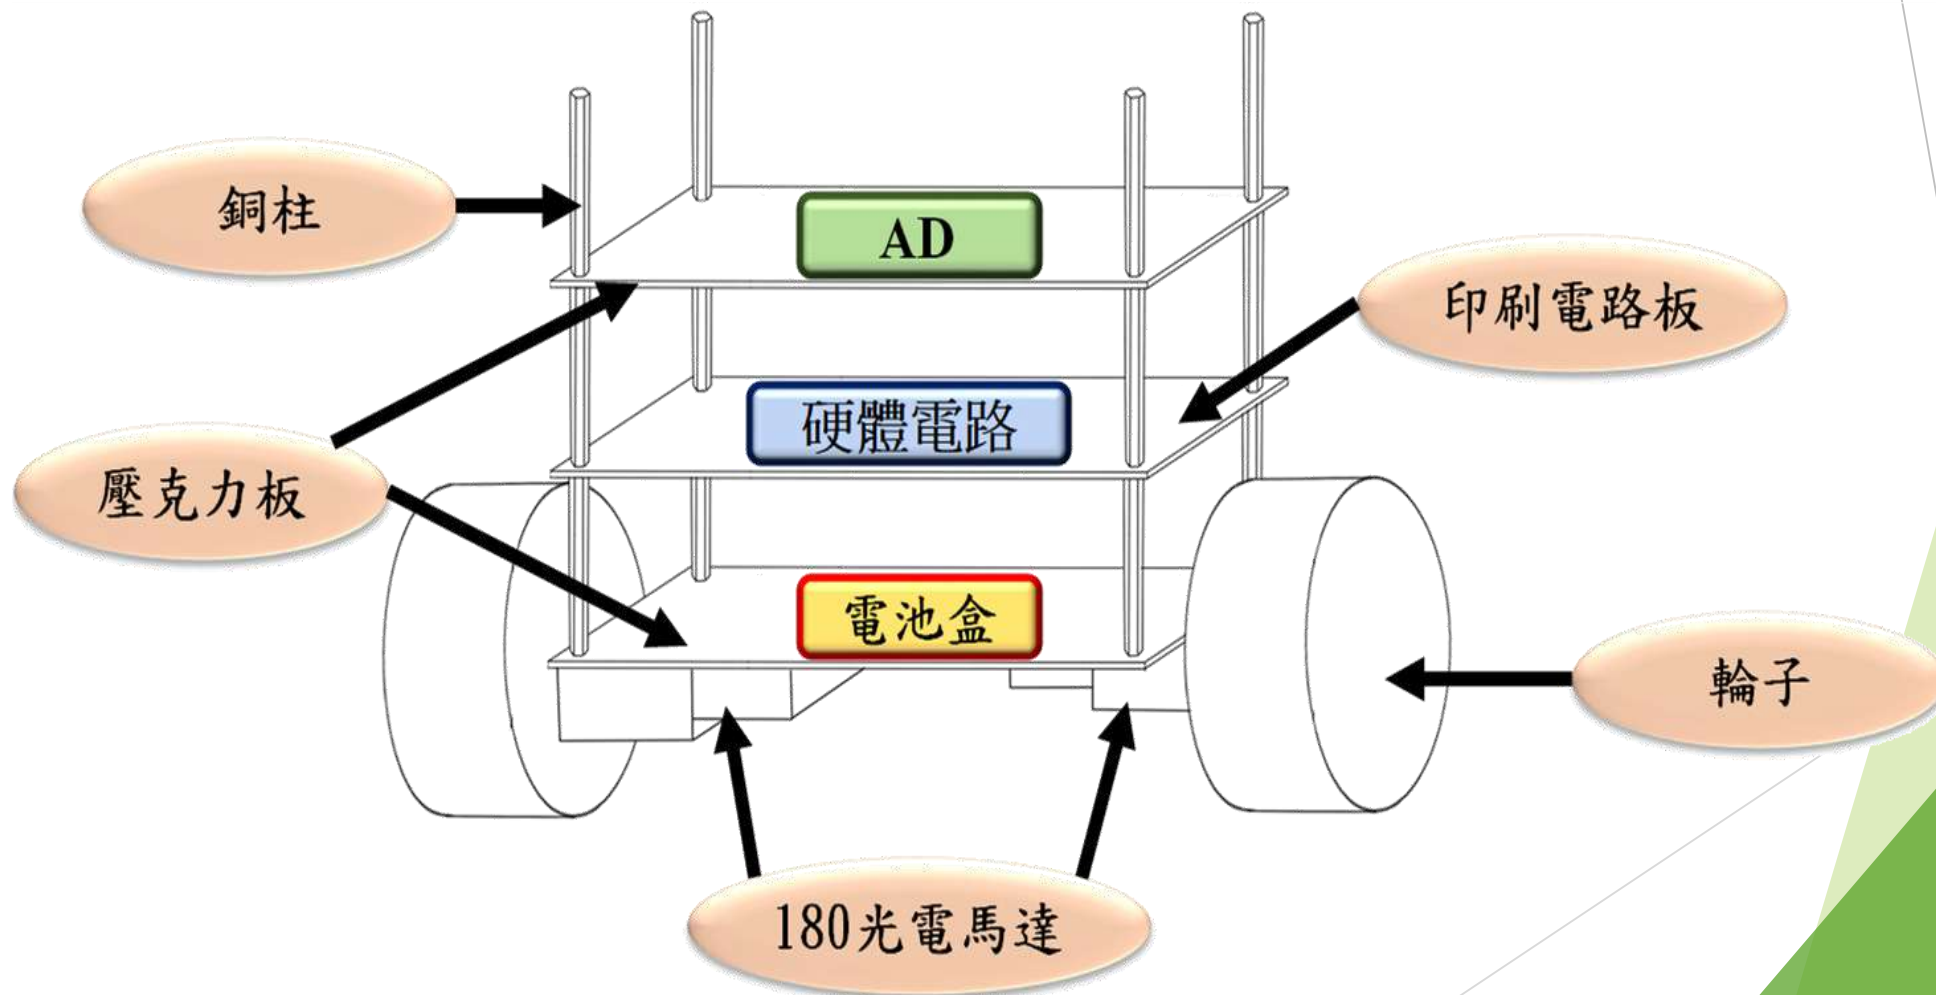 銅柱
AD
印刷電路板
硬體電路
壓克力板
電池盒
輪子
180光電馬達